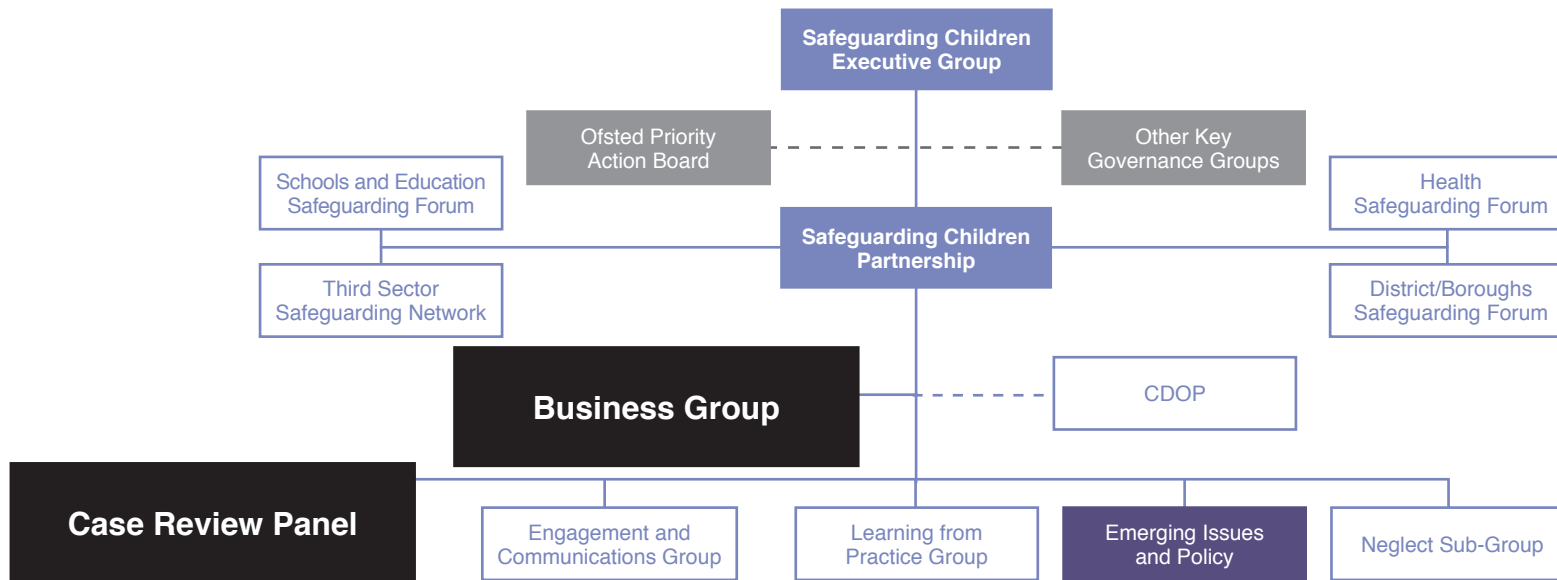 Safeguarding Children
Executive Group
Ofsted Priority
Action Board
Other Key
Governance Groups
Schools and Education
Safeguarding Forum
Health
Safeguarding Forum
Safeguarding Children
Partnership
Third Sector
Safeguarding Network
District/Boroughs
Safeguarding Forum
Business Group
CDOP
Case Review Panel
Engagement and
Communications Group
Learning from
Practice Group
Emerging Issues
and Policy
Neglect Sub-Group